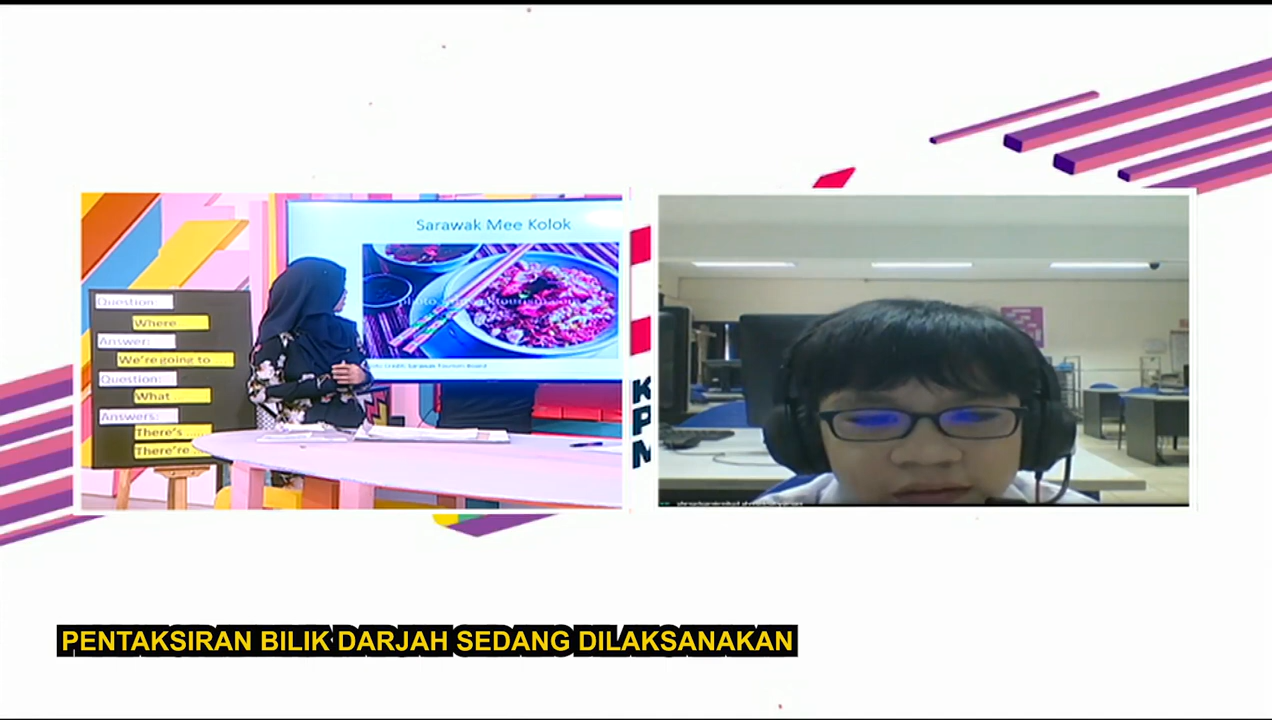 Sarawak Mee Kolok
Question:
Where
Answer:
We're going to ....
Question:
What
Answers:
There's ....
There're ..
KPM
PENTAKSIRAN BILIK DARJAH SEDANG DILAKSANAKAN